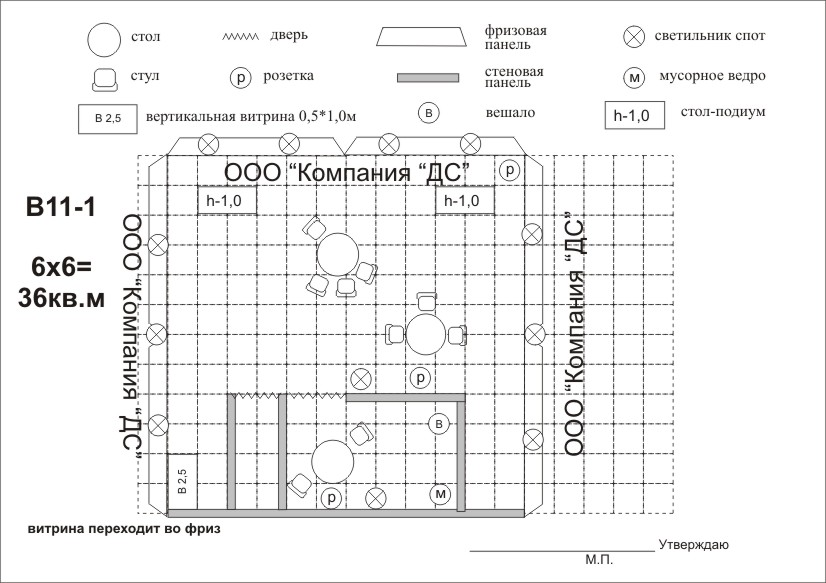 стол
дверь
фризовая
панель
светильник спот
стул
р
розетка
стеновая
панель
м
мусорное ведро
В 2,5
вертикальная витрина 0,5*1,0м
в
вешало
h-1,0
стол-подиум
ООО “Компания “ДС”
р
В11-1
h-1,0
h-1,0
6х6=
36кв.м
ООО “Компания “ДС”
ООО “Компания “ДС”
р
в
В 2,5
р
м
витрина переходит во фриз
Утверждаю
М.П.